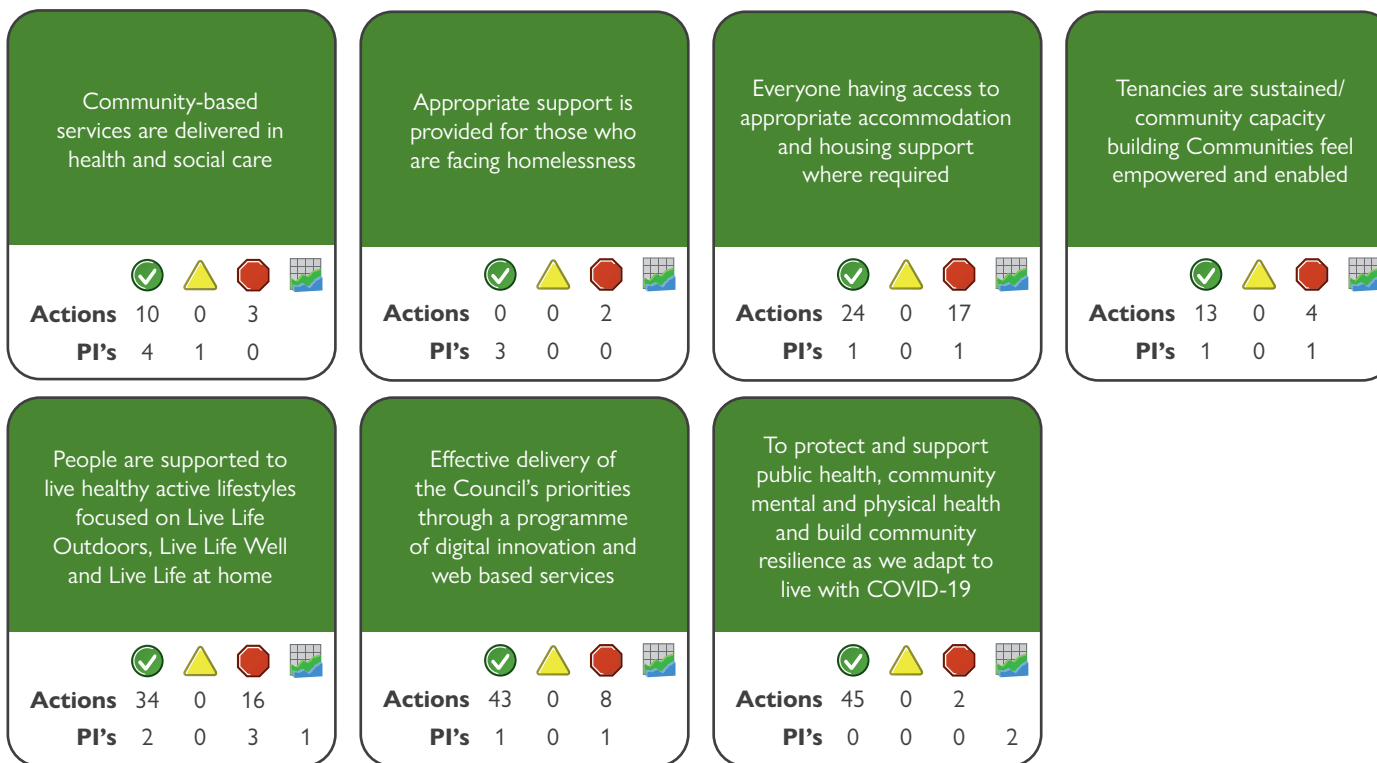 Community-based
services are delivered in
health and social care
Actions 10 0 3
PI's 4 1 0
Appropriate support is
provided for those who
are facing homelessness
Actions 0 0 2
PI's 3 0 0
Everyone having access to
appropriate accommodation
and housing support
where required
Actions 24 0 17
PI's 1 0 1
Tenancies are sustained/
community capacity
building Communities feel
empowered and enabled
Actions 13 0 4
PI's 1 0 1
People are supported to
live healthy active lifestyles
focused on Live Life
Outdoors, Live Life Well
and Live Life at home
Actions 34 0 16
PI's 2 0 3 1
Effective delivery of
the Council's priorities
through a programme
of digital innovation and
web based services
Actions 43 0 8
PI's 1 0 1
To protect and support
public health, community
mental and physical health
and build community
resilience as we adapt to
live with COVID-19
Actions 45 0 2
PI's 0 0 0 2